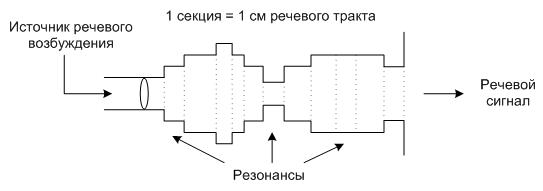 1 секция = 1 см речевого тракта
Источник речевого
возбуждения
Речевой
сигнал
Резонансы